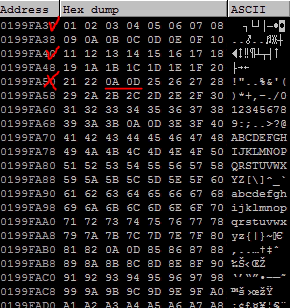 Address Hex dump ASCII
0199FA30 01 02 03 04 05 06 07 08
0199FA38 09 0A 0B 0C 0D 0E 0F 10
0199FA40 11 12 13 14 15 16 17 18
0199FA48 19 1A 1B 1C 1D 1E 1F 20
0199FA50 21 22 0A 0D 25 26 27 28 !"..%&'(
0199FA58 29 2A 2B 2C 2D 2E 2F 30 )*+,-./0
0199FA60 31 32 33 34 35 36 37 38 12345678
0199FA68 39 3A 3B 3C 3D 3E 3F 40 9:;<=>?@
0199FA70 41 42 43 44 45 46 47 48 ABCDEFGH
0199FA78 49 4A 4B 4C 4D 4E 4F 50 IJKLMNOP
0199FA80 51 52 53 54 55 56 57 58 QRSTUVWX
0199FA88 59 5A 5B 5C 5D 5E 5F 60 YZ[\]^_`
0199FA90 61 62 63 64 65 66 67 68 abcdefgh
0199FA98 69 6A 6B 6C 6D 6E 6F 70 ijklmnop
0199FAA0 71 72 73 74 75 76 77 78 qrstuvwx
0199FAA8 79 7A 7B 7C 7D 7E 7F 80 yz{|}~⌂€
0199FAB0 81 82 0A 0D 85 86 87
0199FAB8 89 8A 8B 8C 8D 8E 8F 90
0199FAC0 91 92 93 94 95 96 97 98
0199FAC8 99 9A 9B 9C 9D 9E 9F A0
0199FAD0 A1 A2 A3 A4 A5 A6 A7 A8